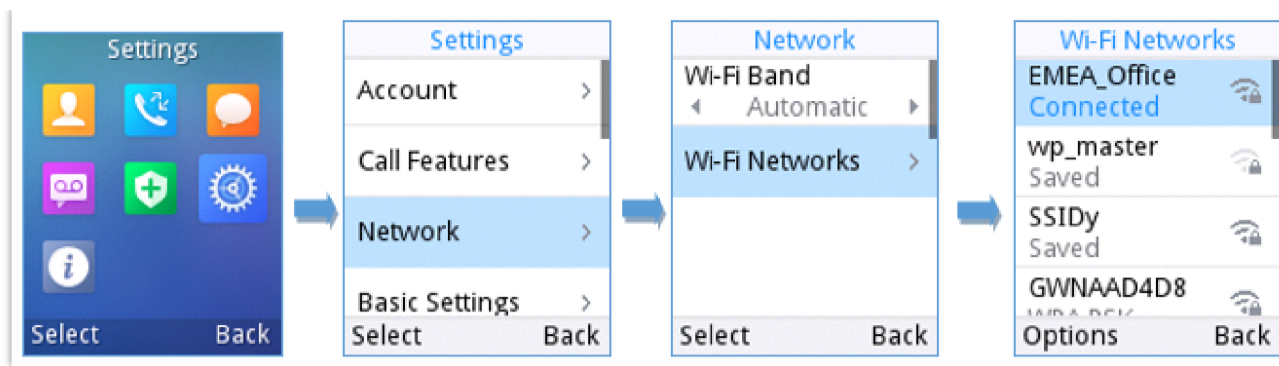 Settings
Select Back
Settings
Account
Call Features
Network
Basic Settings
Select Back
Network
Wi-Fi Band
Automatic
Wi-Fi Networks
Select Back
Wi-Fi Networks
EMEA_Office
Connected
wp_master
Saved
SSIDy
Saved
GWNAAD4D8
Options Back